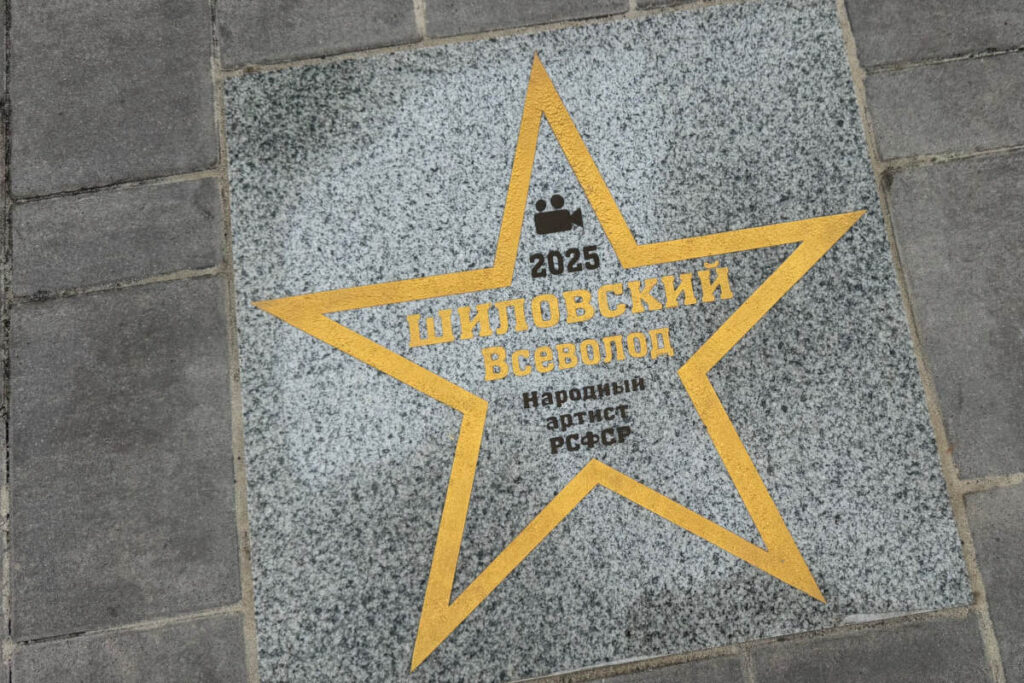 2025
ШИЛОВСКИЙ
Всеволод
Народный
артист
РСФСР